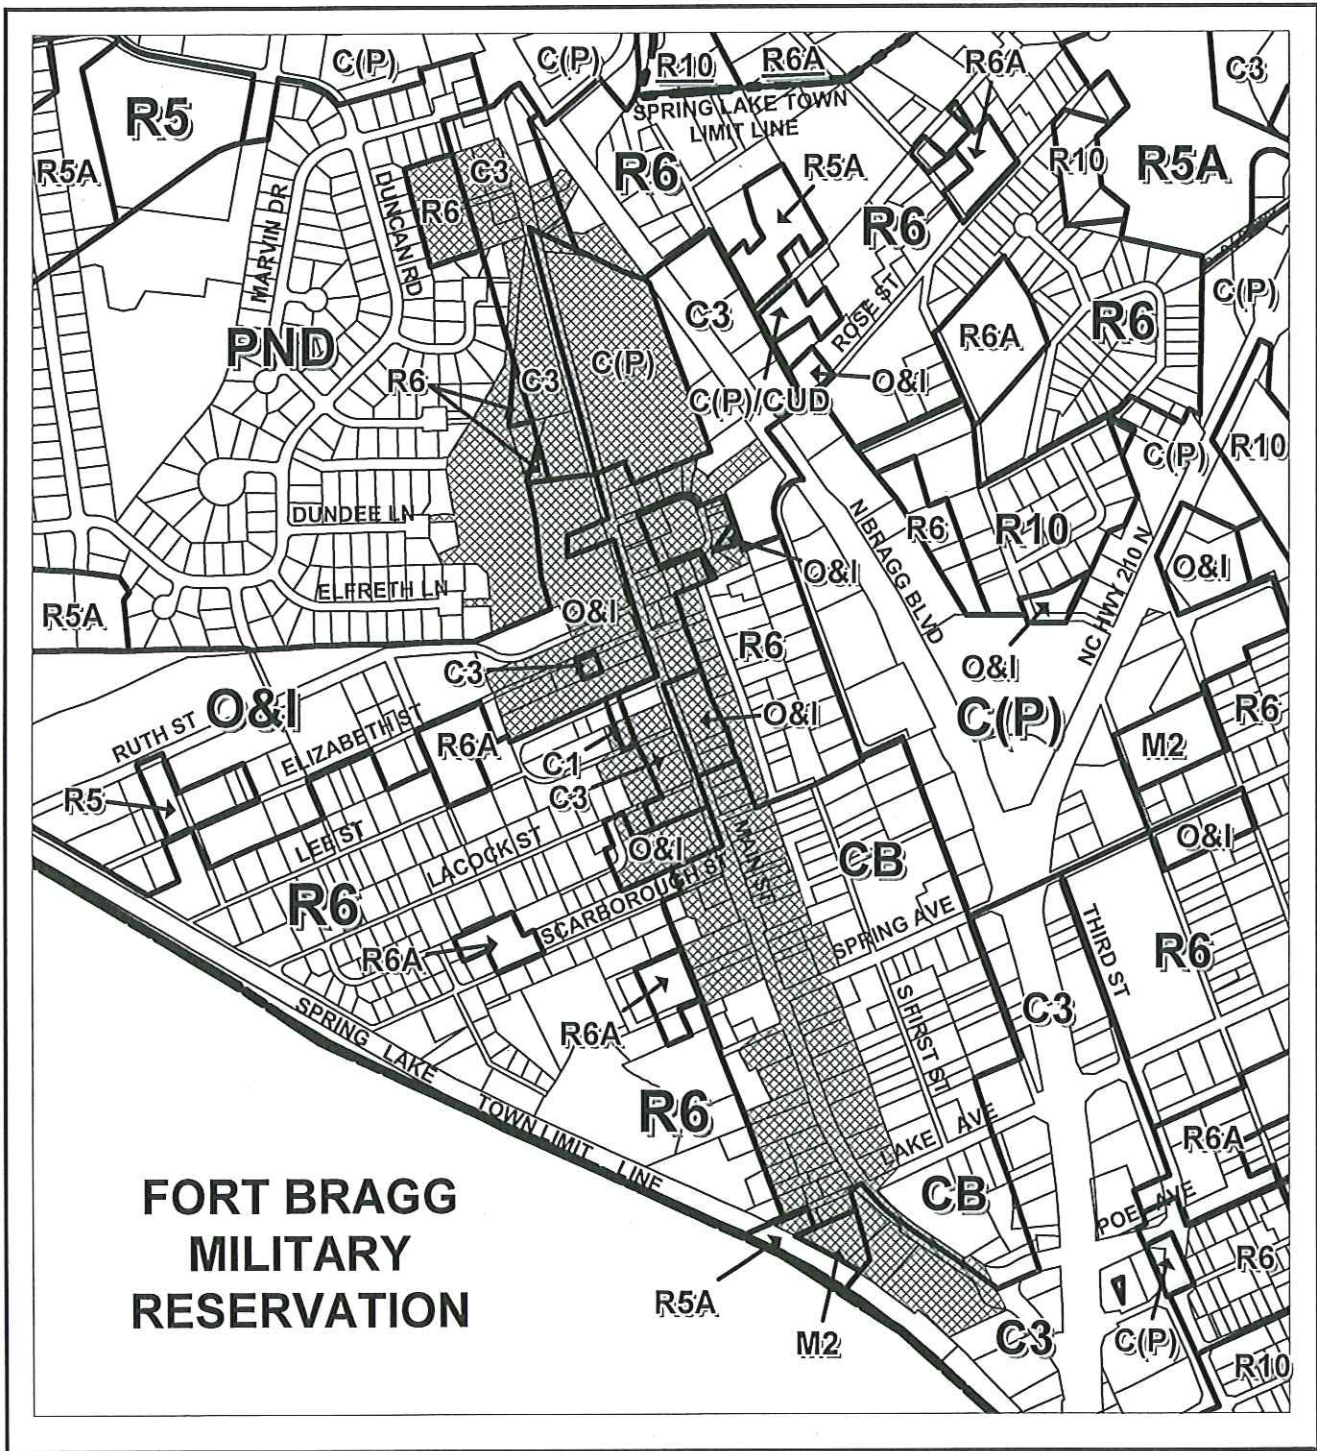 C(P)
C(P)
R10
R6A
R6A
C3
R5
SPRING LAKE TOWN
LIMIT LINE
R5A
C3
R6
R5A
R10
R5A
DUNCAN RD
R6
MARVIN DR
R6
C(P)
C3
ROSE ST
R6A
R6
PND
R6
C3
C(P)
C(P)/CUD
O&I
C(P)
R10
DUNDEE LN
N BRAGG BLVD
R6
R10
NC HWY 210 N
O&I
ELFRETH LN
O&I
R5A
O&I
R6
O&I
C3
O&I
RUTH ST
ELIZABETH ST
R6A
O&I
C(P)
R6
M2
R5
C1
C3
LEE ST
LACOCK ST
O&I
MAIN ST
CB
O&I
R6
SCARBOROUGH ST
SPRING AVE
THIRD ST
R6
R6A
S FIRST ST
C3
SPRING LAKE TOWN LIMIT LINE
R6A
R6
LAKE AVE
R6A
FORT BRAGG
MILITARY
RESERVATION
CB
POE AVE
R6
R5A
M2
C3
C(P)
R10